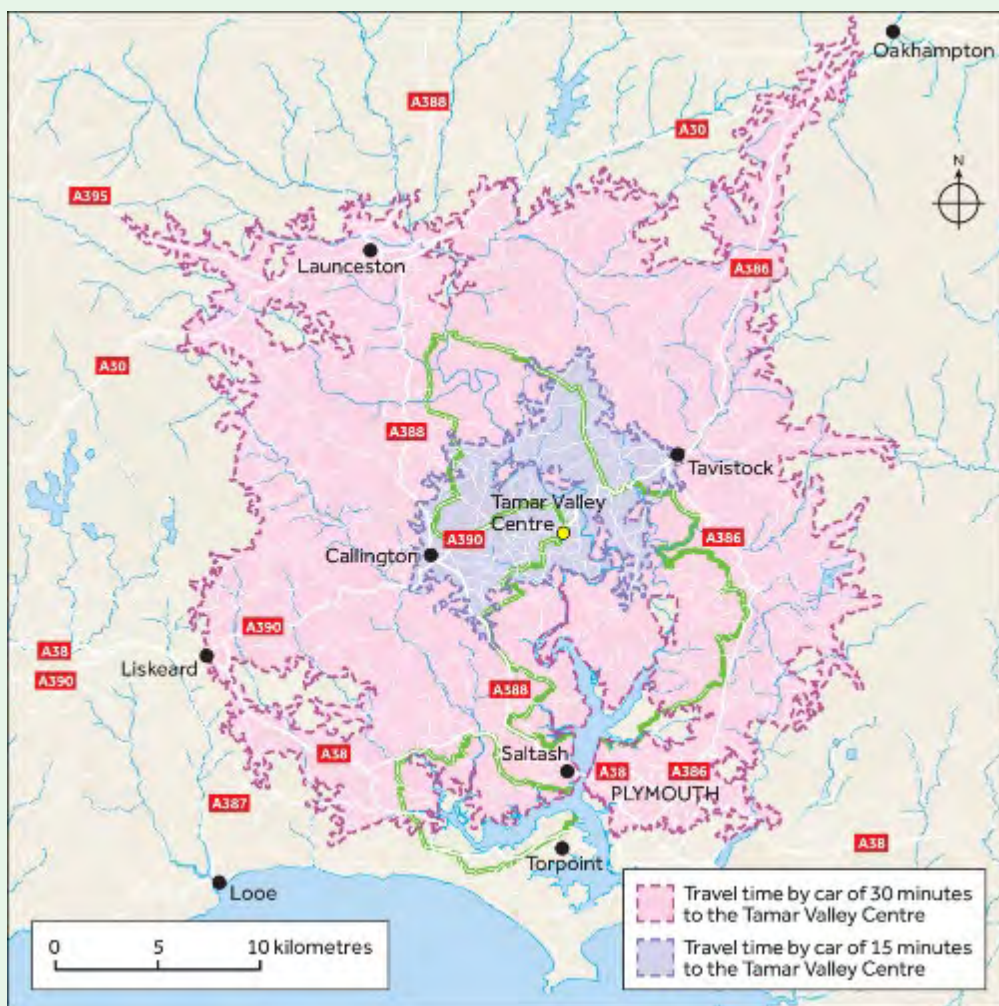 Oakhampton
A388
A30
N
A395
Launceston
A386
A30
A388
Tavistock
Tamar Valley
Centre
A390
A386
Callington
A390
A38
Liskeard
A390
A388
A38
Saltash
A38
A386
PLYMOUTH
A387
Torpoint
A38
Looe
Travel time by car of 30 minutes
to the Tamar Valley Centre
0 5 10 kilometres
Travel time by car of 15 minutes
to the Tamar Valley Centre